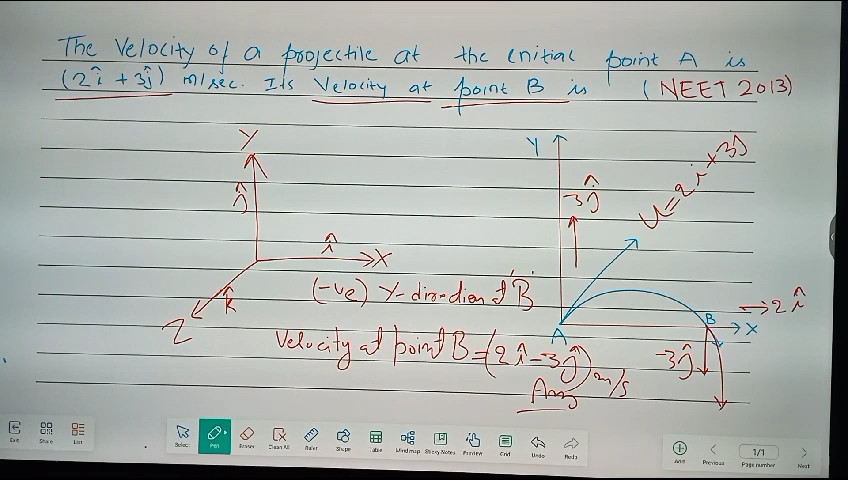 The Velocity of a projectile at the initial point A is
(2î + 3ĵ) m/sec. Its Velocity at point B is (NEET 2013)
Y
Y
ĵ
3ĵ
U = 2i + 3j
î
X
k̂
Z
(-ve) Y-direction at B
A
B
X
→2î
Velocity at point B = (2î - 3ĵ) m/s
-3ĵ
Ans
Exit
Share
List
Select
Pen
Eraser
Clean All
Ruler
Shape
Table
Mind map
Sticky Notes
Preview
Grid
Undo
Redo
Add
Previous
1/1
Page number
Next